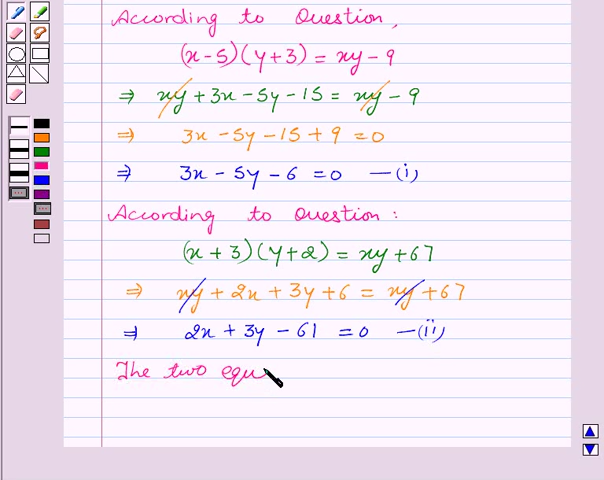 According to Question,
(x-5)(y+3) = xy-9
⇒ xy + 3x - 5y - 15 = xy - 9
⇒ 3x - 5y - 15 + 9 = 0
⇒ 3x - 5y - 6 = 0 —(i)
According to Question:
(x+3)(y+2) = xy+67
⇒ xy + 2x + 3y + 6 = xy + 67
⇒ 2x + 3y - 61 = 0 —(ii)
The two equ